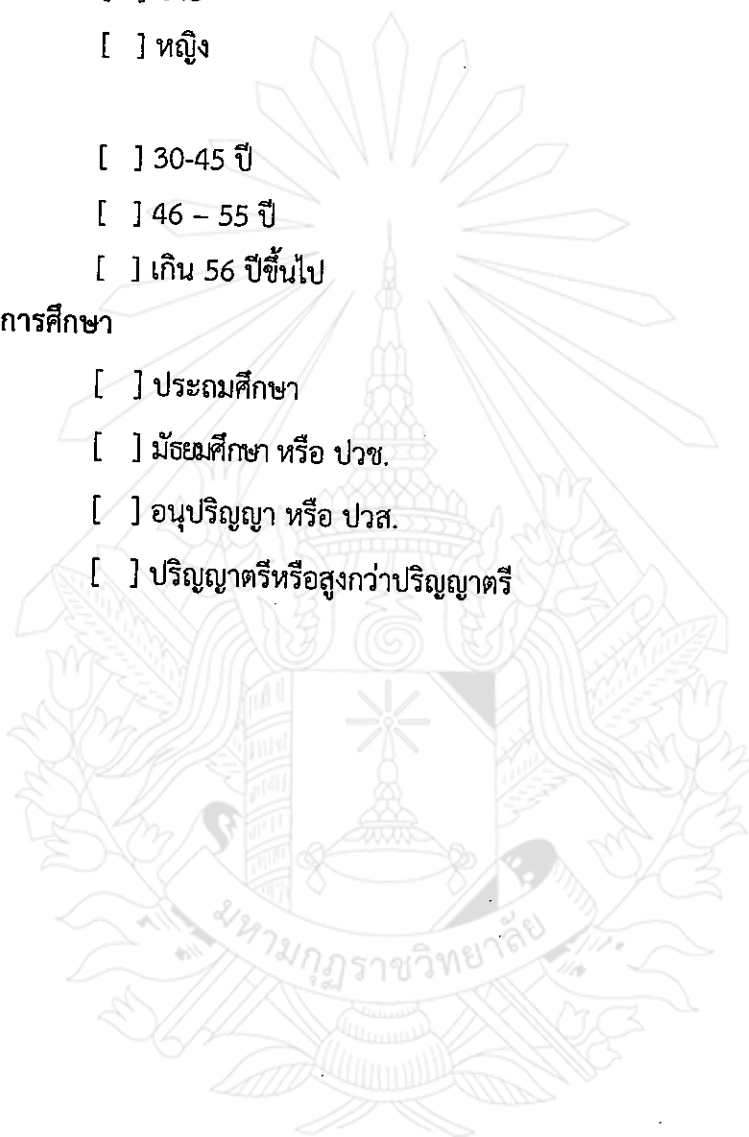 [ ] หญิง
[ ] 30-45 ปี
[ ] 46 – 55 ปี
[ ] เกิน 56 ปีขึ้นไป
การศึกษา
[ ] ประถมศึกษา
[ ] มัธยมศึกษา หรือ ปวช.
[ ] อนุปริญญา หรือ ปวส.
[ ] ปริญญาตรีหรือสูงกว่าปริญญาตรี
มหามกุฏราชวิทยาลัย